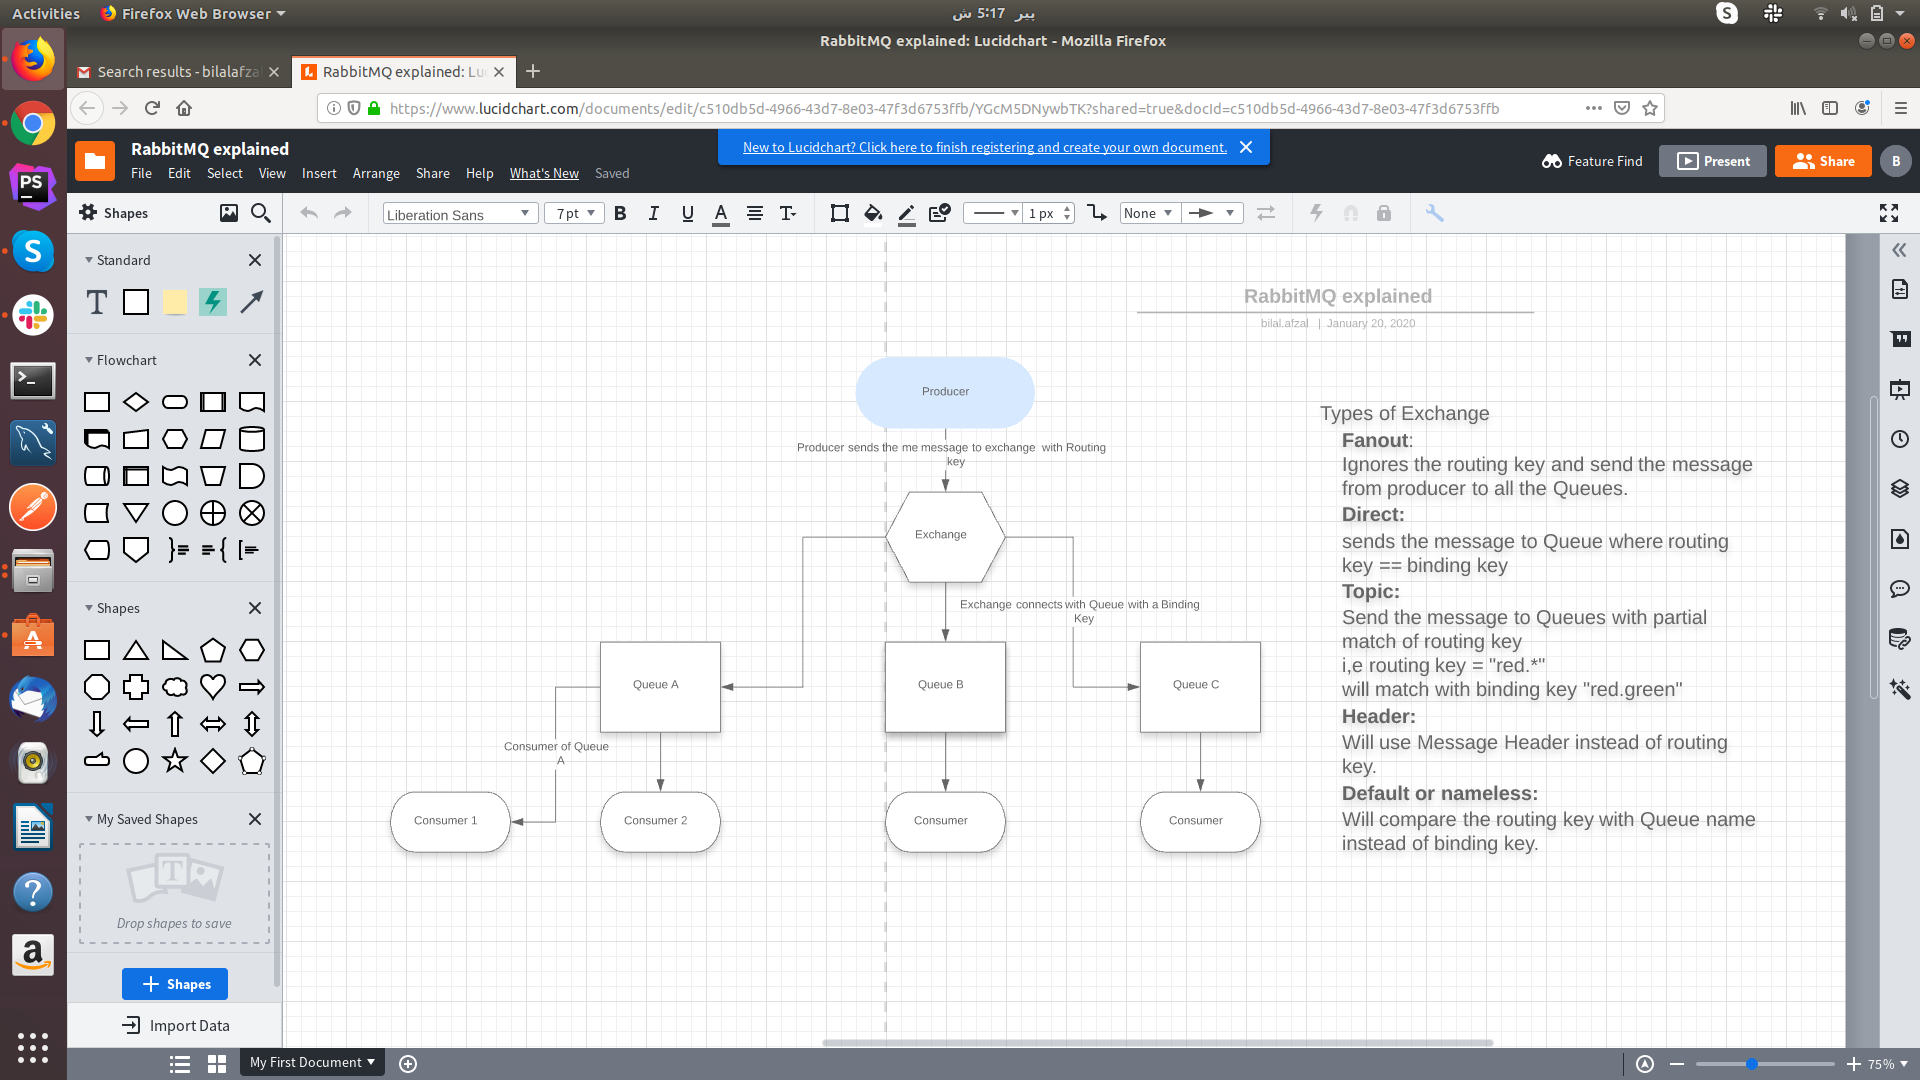 Activities
Firefox Web Browser
پیر 5:17 ش
RabbitMQ explained: Lucidchart - Mozilla Firefox
Search results - bilalafza
RabbitMQ explained: Lu
https://www.lucidchart.com/documents/edit/c510db5d-4966-43d7-8e03-47f3d6753ffb/YGcM5DNywbTK?shared=true&docId=c510db5d-4966-43d7-8e03-47f3d6753ffb
RabbitMQ explained
New to Lucidchart? Click here to finish registering and create your own document.
File Edit Select View Insert Arrange Share Help What's New Saved
Feature Find
Present
Share
B
Shapes
Liberation Sans
7 pt
B I U A T
1 px
None
Standard
T
Flowchart
Shapes
My Saved Shapes
T
Drop shapes to save
+ Shapes
Import Data
RabbitMQ explained
bilal.afzal | January 20, 2020
Producer
Producer sends the me message to exchange with Routing
key
Exchange
Exchange connects with Queue with a Binding
Key
Queue A
Queue B
Queue C
Consumer of Queue
A
Consumer 1
Consumer 2
Consumer
Consumer
Types of Exchange
Fanout:
Ignores the routing key and send the message
from producer to all the Queues.
Direct:
sends the message to Queue where routing
key == binding key
Topic:
Send the message to Queues with partial
match of routing key
i,e routing key = "red.*"
will match with binding key "red.green"
Header:
Will use Message Header instead of routing
key.
Default or nameless:
Will compare the routing key with Queue name
instead of binding key.
My First Document
75%
PS
S
A
?
a